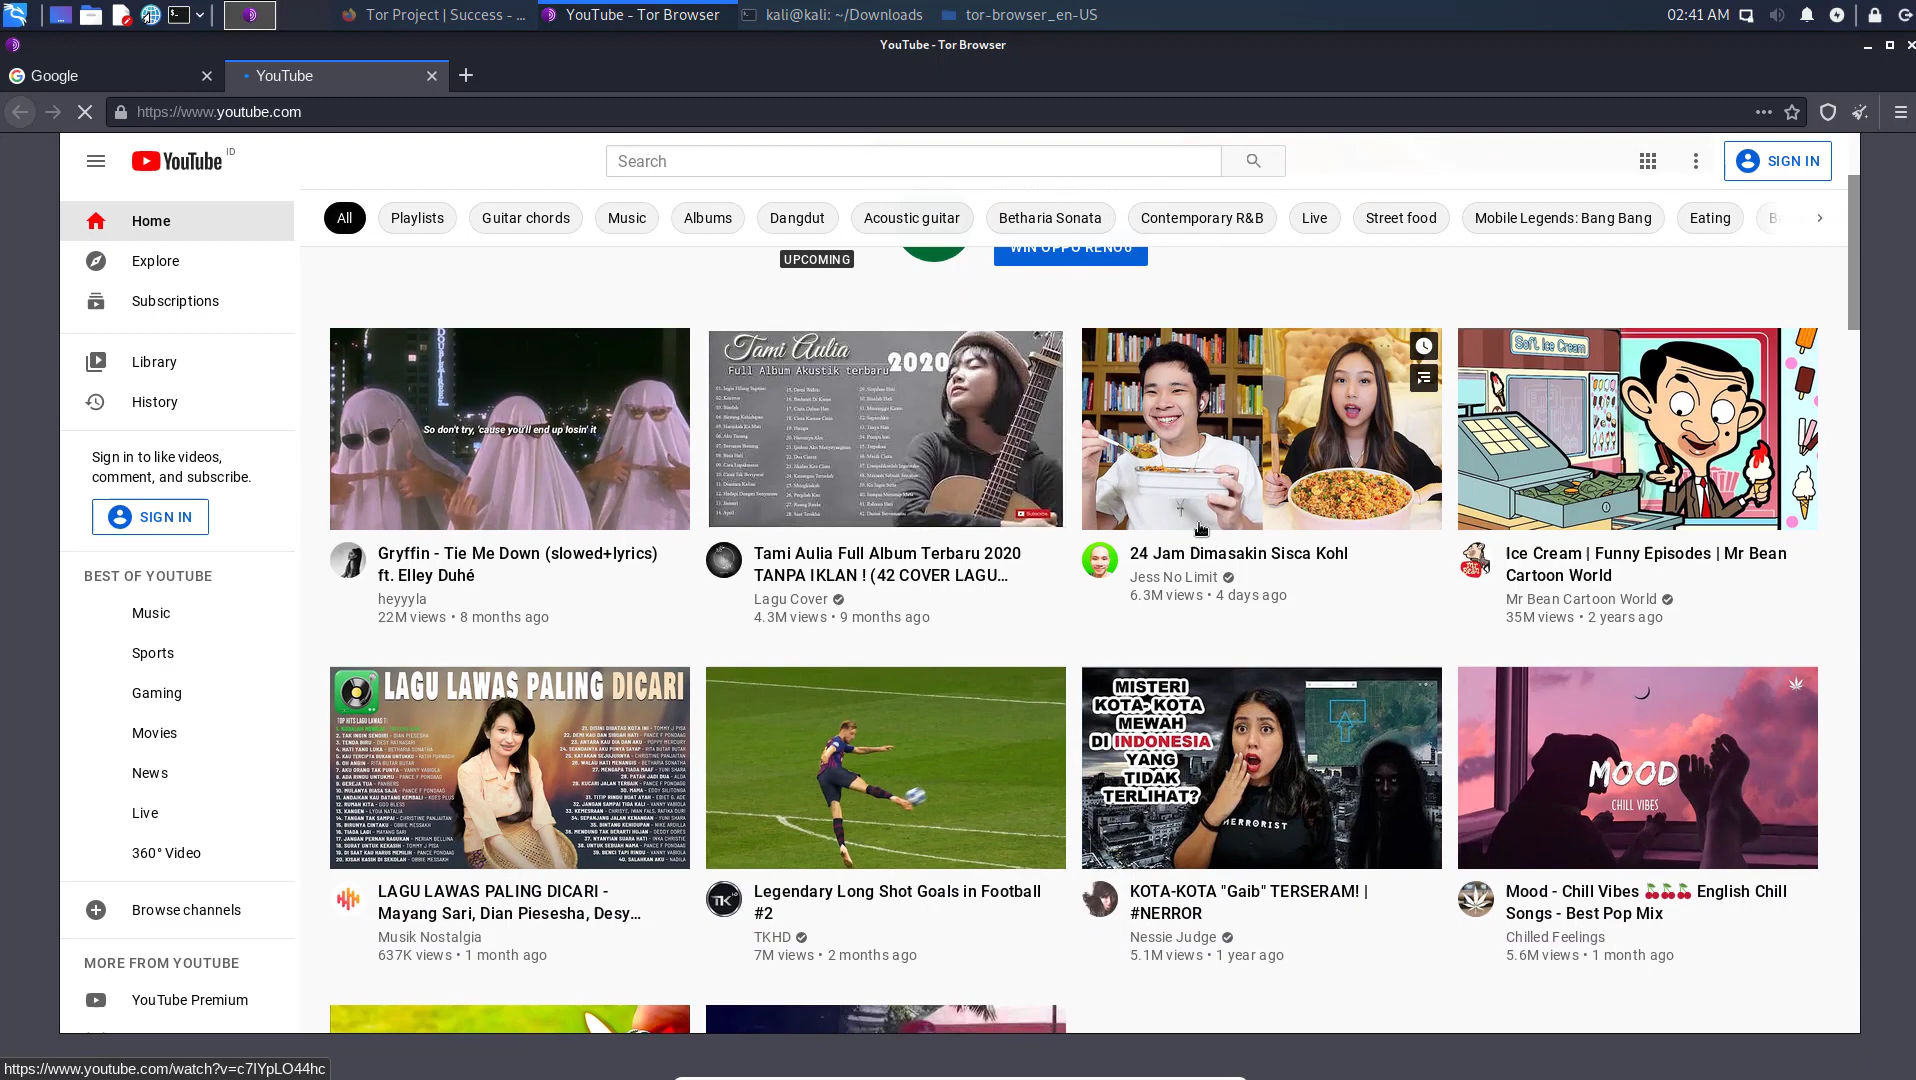 Tor Project | Success - ...
YouTube - Tor Browser
kali@kali: ~/Downloads
tor-browser_en-US
02:41 AM
YouTube - Tor Browser
Google
YouTube
https://www.youtube.com
YouTube ID
Search
SIGN IN
All
Playlists
Guitar chords
Music
Albums
Dangdut
Acoustic guitar
Betharia Sonata
Contemporary R&B
Live
Street food
Mobile Legends: Bang Bang
Eating
Home
Explore
Subscriptions
Library
History
Sign in to like videos,
comment, and subscribe.
SIGN IN
BEST OF YOUTUBE
Music
Sports
Gaming
Movies
News
Live
360° Video
Browse channels
MORE FROM YOUTUBE
YouTube Premium
UPCOMING
WIN OPPO RENO6
So don't try, 'cause you'll end up losin' it
Gryffin - Tie Me Down (slowed+lyrics)
ft. Elley Duhé
heyyyla
22M views • 8 months ago
Tami Aulia 2020
Full Album Akustik terbaru
Subscribe
Tami Aulia Full Album Terbaru 2020
TANPA IKLAN ! (42 COVER LAGU...
Lagu Cover
4.3M views • 9 months ago
24 Jam Dimasakin Sisca Kohl
Jess No Limit
6.3M views • 4 days ago
Soft Ice Cream
Ice Cream | Funny Episodes | Mr Bean
Cartoon World
Mr Bean Cartoon World
35M views • 2 years ago
LAGU LAWAS PALING DICARI
LAGU LAWAS PALING DICARI -
Mayang Sari, Dian Piesesha, Desy...
Musik Nostalgia
637K views • 1 month ago
Legendary Long Shot Goals in Football
#2
TKHD
7M views • 2 months ago
MISTERI
KOTA-KOTA
MEWAH
DI INDONESIA
YANG
TIDAK
TERLIHAT?
MERRORIST
KOTA-KOTA "Gaib" TERSERAM! |
#NERROR
Nessie Judge
5.1M views • 1 year ago
MOOD
CHILL VIBES
Mood - Chill Vibes 🍒🍒🍒 English Chill
Songs - Best Pop Mix
Chilled Feelings
5.6M views • 1 month ago
https://www.youtube.com/watch?v=c7IYpLO44hc